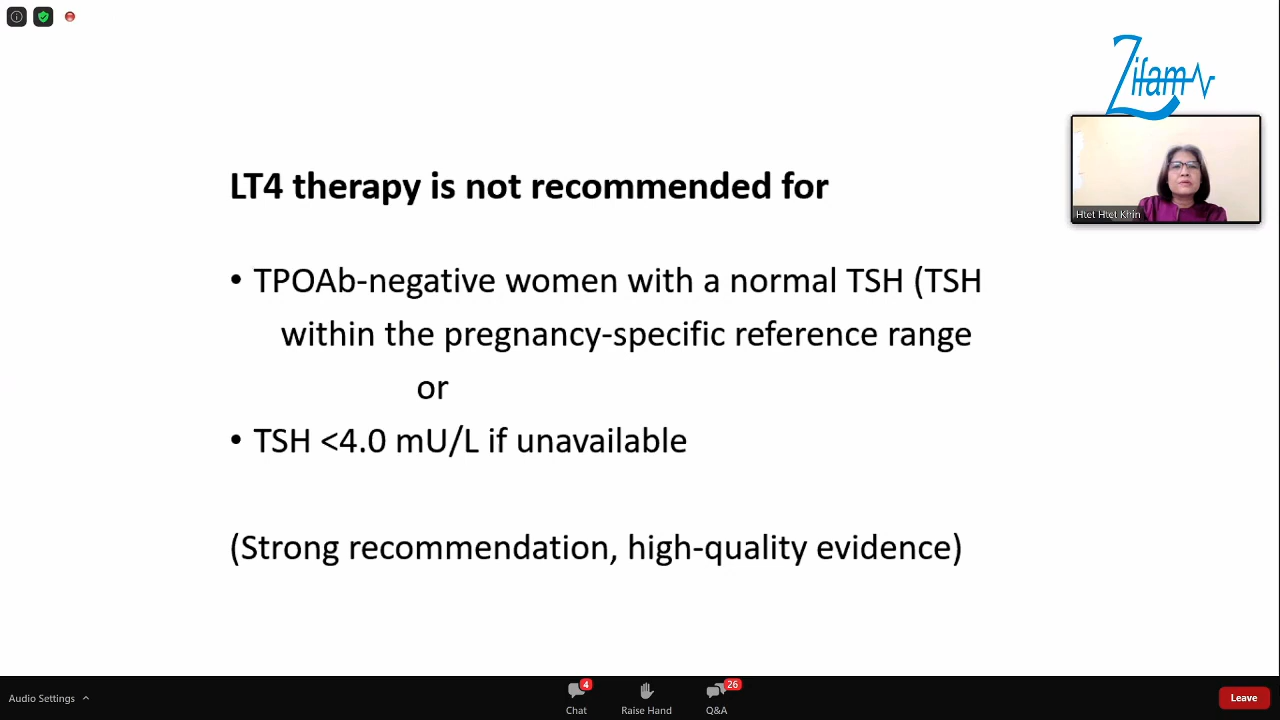 Zifam
LT4 therapy is not recommended for
• TPOAb-negative women with a normal TSH (TSH
within the pregnancy-specific reference range
or
• TSH <4.0 mU/L if unavailable
(Strong recommendation, high-quality evidence)
Htet Htet Khin
Audio Settings
4
Chat
Raise Hand
26
Q&A
Leave